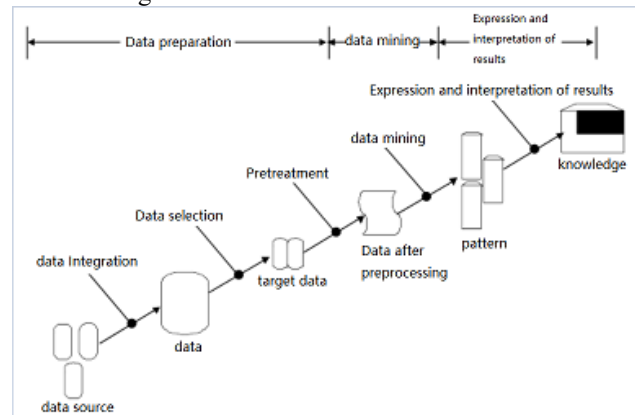 Expression and
interpretation of
results
Data preparation
data mining
Expression and interpretation of results
data mining
knowledge
Pretreatment
Data selection
pattern
Data after
preprocessing
data Integration
target data
data
data source